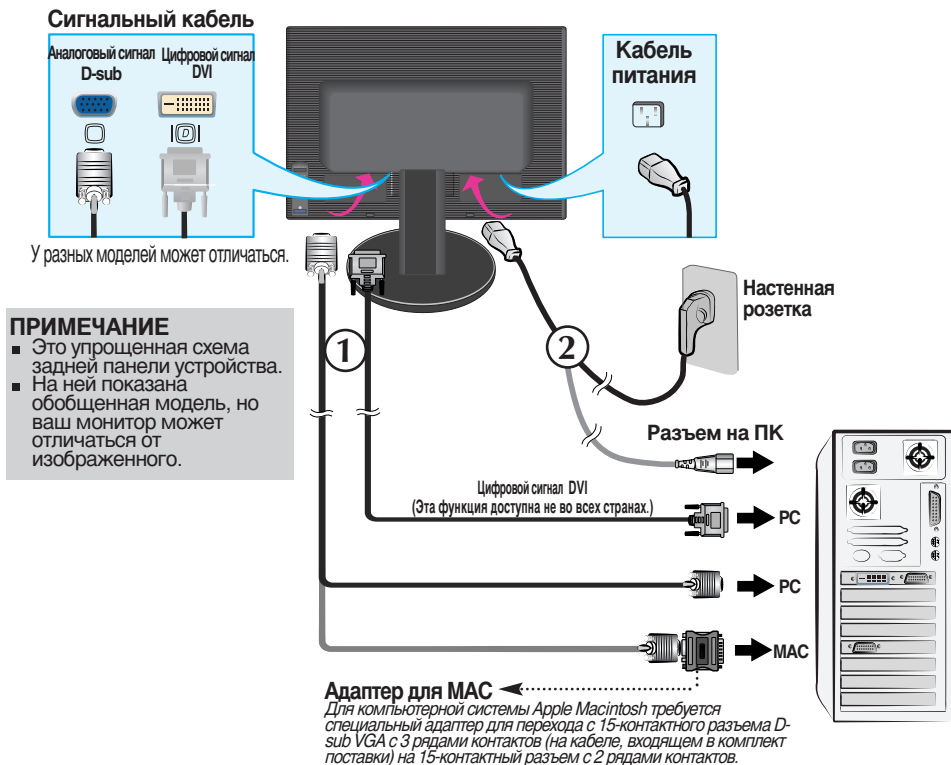 Сигнальный кабель
Аналоговый сигнал
D-sub
Цифровой сигнал
DVI
D
У разных моделей может отличаться.
Кабель
питания
ПРИМЕЧАНИЕ
Это упрощенная схема
задней панели устройства.
На ней показана
обобщенная модель, но
ваш монитор может
отличаться от
изображенного.
1
2
Настенная
розетка
Разъем на ПК
Цифровой сигнал DVI
(Эта функция доступна не во всех странах.)
PC
PC
MAC
Адаптер для MAC
Для компьютерной системы Apple Macintosh требуется
специальный адаптер для перехода с 15-контактного разъема D-
sub VGA с 3 рядами контактов (на кабеле, входящем в комплект
поставки) на 15-контактный разъем с 2 рядами контактов.